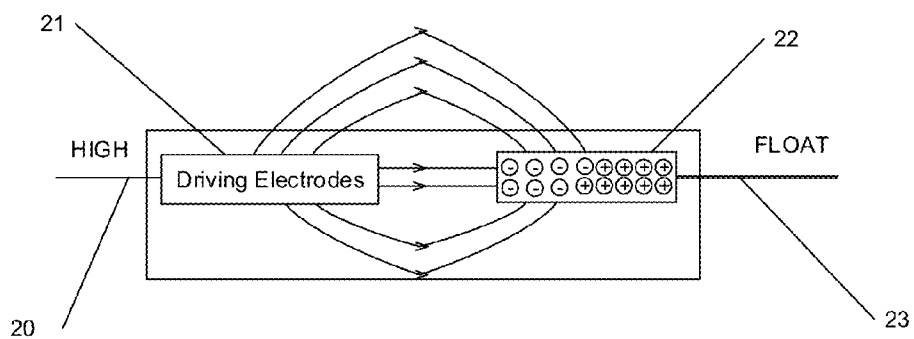 21
22
HIGH
FLOAT
Driving Electrodes
- - - - + + + +
- - - + + + + +
20
23